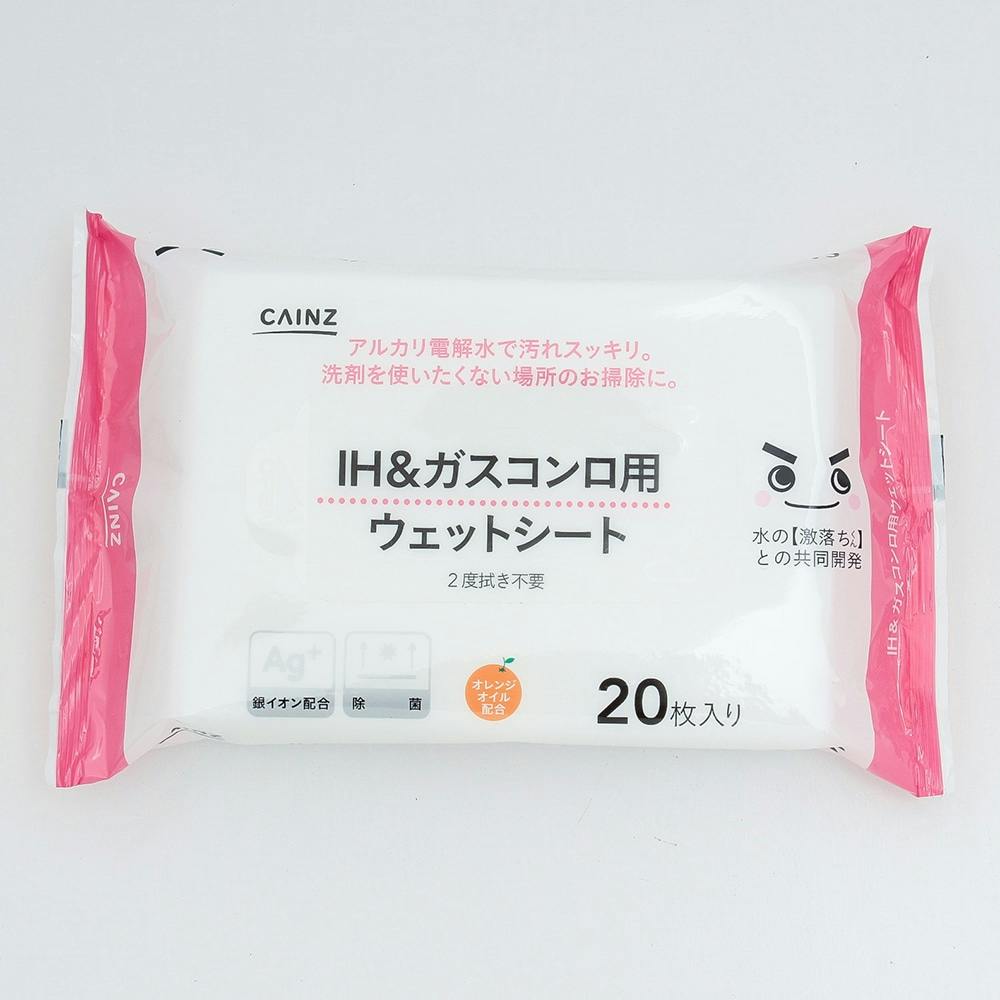 CAINZ
アルカリ電解水で汚れスッキリ。
洗剤を使いたくない場所のお掃除に。
IH&ガスコンロ用
ウェットシート
2度拭き不要
水の【激落ちくん】
との共同開発
Ag+
銀イオン配合
除菌
オレンジ
オイル
配合
20枚入り
CAINZ
IH&ガスコンロ用ウェットシート